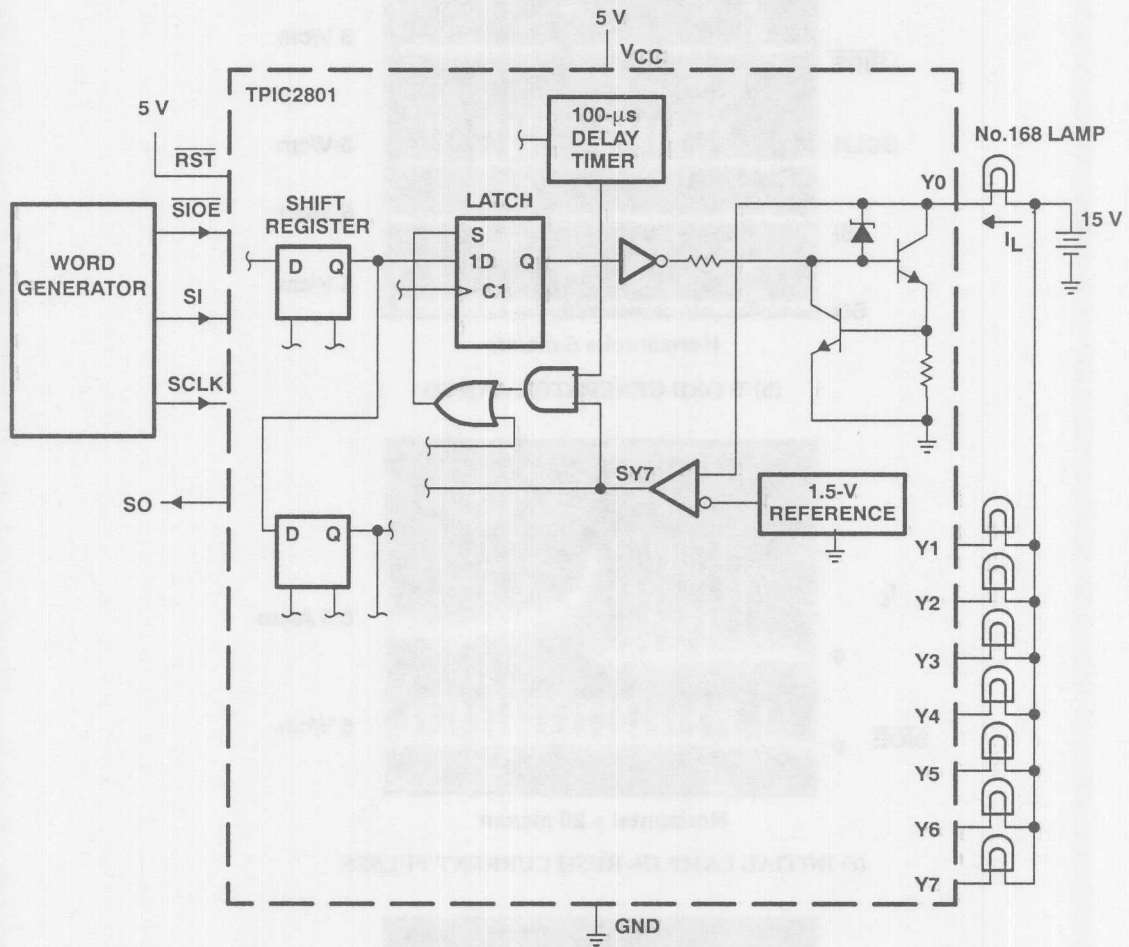 5 V
VCC
TPIC2801
5 V
RST
SIOE
SI
SCLK
SO
WORD
GENERATOR
SHIFT
REGISTER
D Q
LATCH
S
1D Q
C1
100-µs
DELAY
TIMER
No.168 LAMP
Y0
IL
15 V
SY7
1.5-V
REFERENCE
D Q
Y1
Y2
Y3
Y4
Y5
Y6
Y7
GND